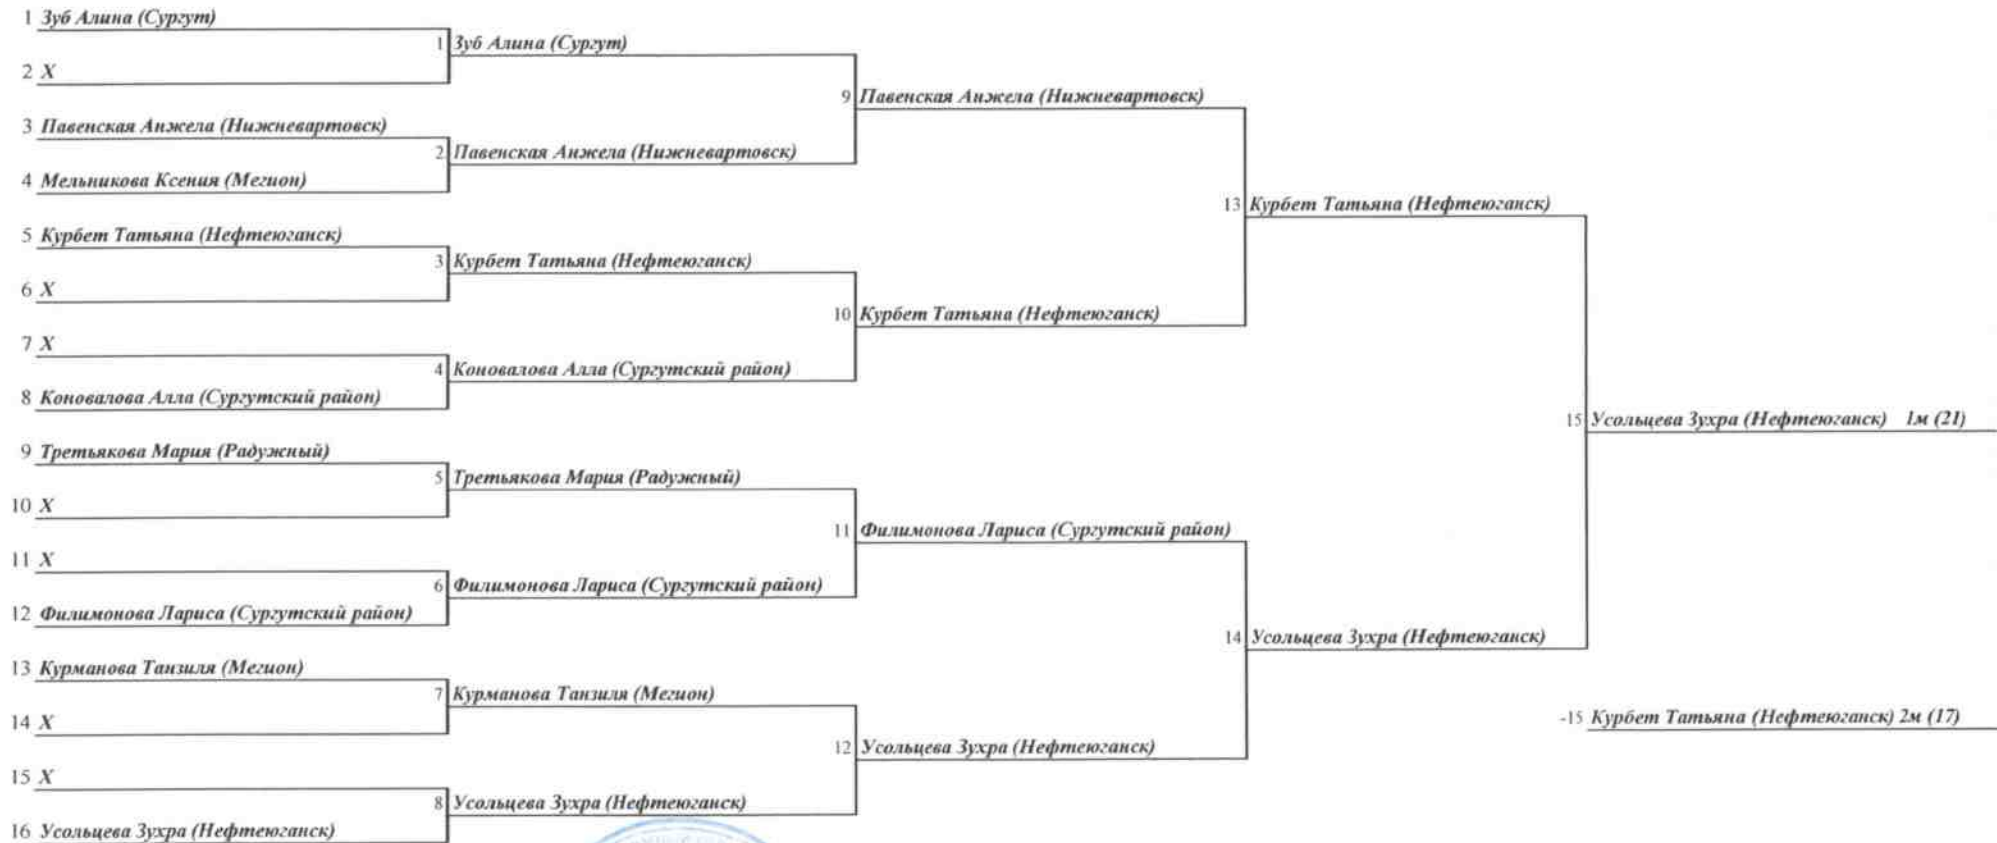 1 Зуб Алина (Сургут)
2 X
3 Павенская Анжела (Нижневартовск)
4 Мельникова Ксения (Мегион)
5 Курбет Татьяна (Нефтеюганск)
6 X
7 X
8 Коновалова Алла (Сургутский район)
9 Третьякова Мария (Радужный)
10 X
11 X
12 Филимонова Лариса (Сургутский район)
13 Курманова Танзиля (Мегион)
14 X
15 X
16 Усольцева Зухра (Нефтеюганск)
1 Зуб Алина (Сургут)
2 Павенская Анжела (Нижневартовск)
3 Курбет Татьяна (Нефтеюганск)
4 Коновалова Алла (Сургутский район)
5 Третьякова Мария (Радужный)
6 Филимонова Лариса (Сургутский район)
7 Курманова Танзиля (Мегион)
8 Усольцева Зухра (Нефтеюганск)
9 Павенская Анжела (Нижневартовск)
10 Курбет Татьяна (Нефтеюганск)
11 Филимонова Лариса (Сургутский район)
12 Усольцева Зухра (Нефтеюганск)
13 Курбет Татьяна (Нефтеюганск)
14 Усольцева Зухра (Нефтеюганск)
15 Усольцева Зухра (Нефтеюганск) 1м (21)
-15 Курбет Татьяна (Нефтеюганск) 2м (17)